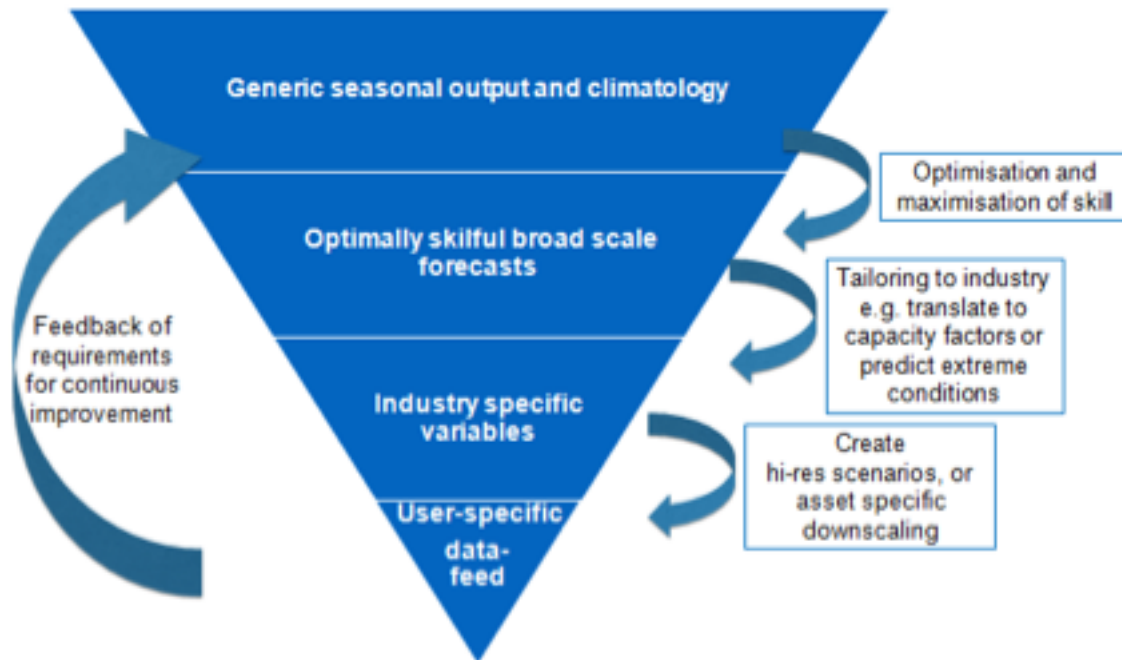 Generic seasonal output and climatology
Optimisation and
maximisation of skill
Optimally skilful broad scale
forecasts
Tailoring to industry
e.g. translate to
capacity factors or
predict extreme
conditions
Feedback of
requirements
for continuous
improvement
Industry specific
variables
Create
hi-res scenarios, or
asset specific
downscaling
User-specific
data-
feed